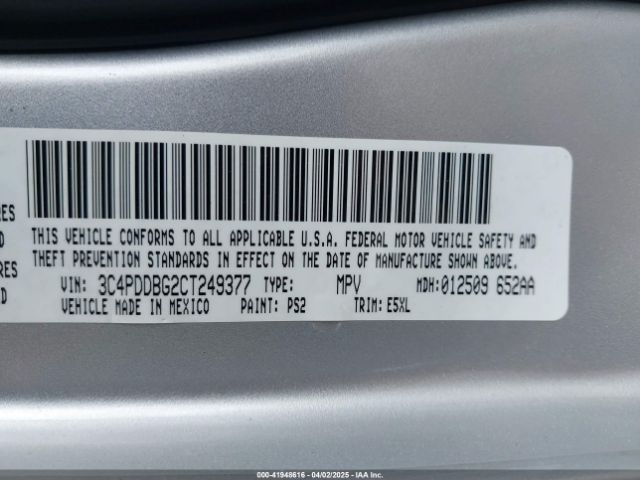 RES
D
RES
D
THIS VEHICLE CONFORMS TO ALL APPLICABLE U.S.A. FEDERAL MOTOR VEHICLE SAFETY AND
THEFT PREVENTION STANDARDS IN EFFECT ON THE DATE OF MANUFACTURE SHOWN ABOVE.
VIN: 3C4PDDBG2CT249377 TYPE: MPV MDH:012509 652AA
VEHICLE MADE IN MEXICO PAINT: PS2 TRIM: E5XL
000-41948616 - 04/02/2025 - IAA Inc.